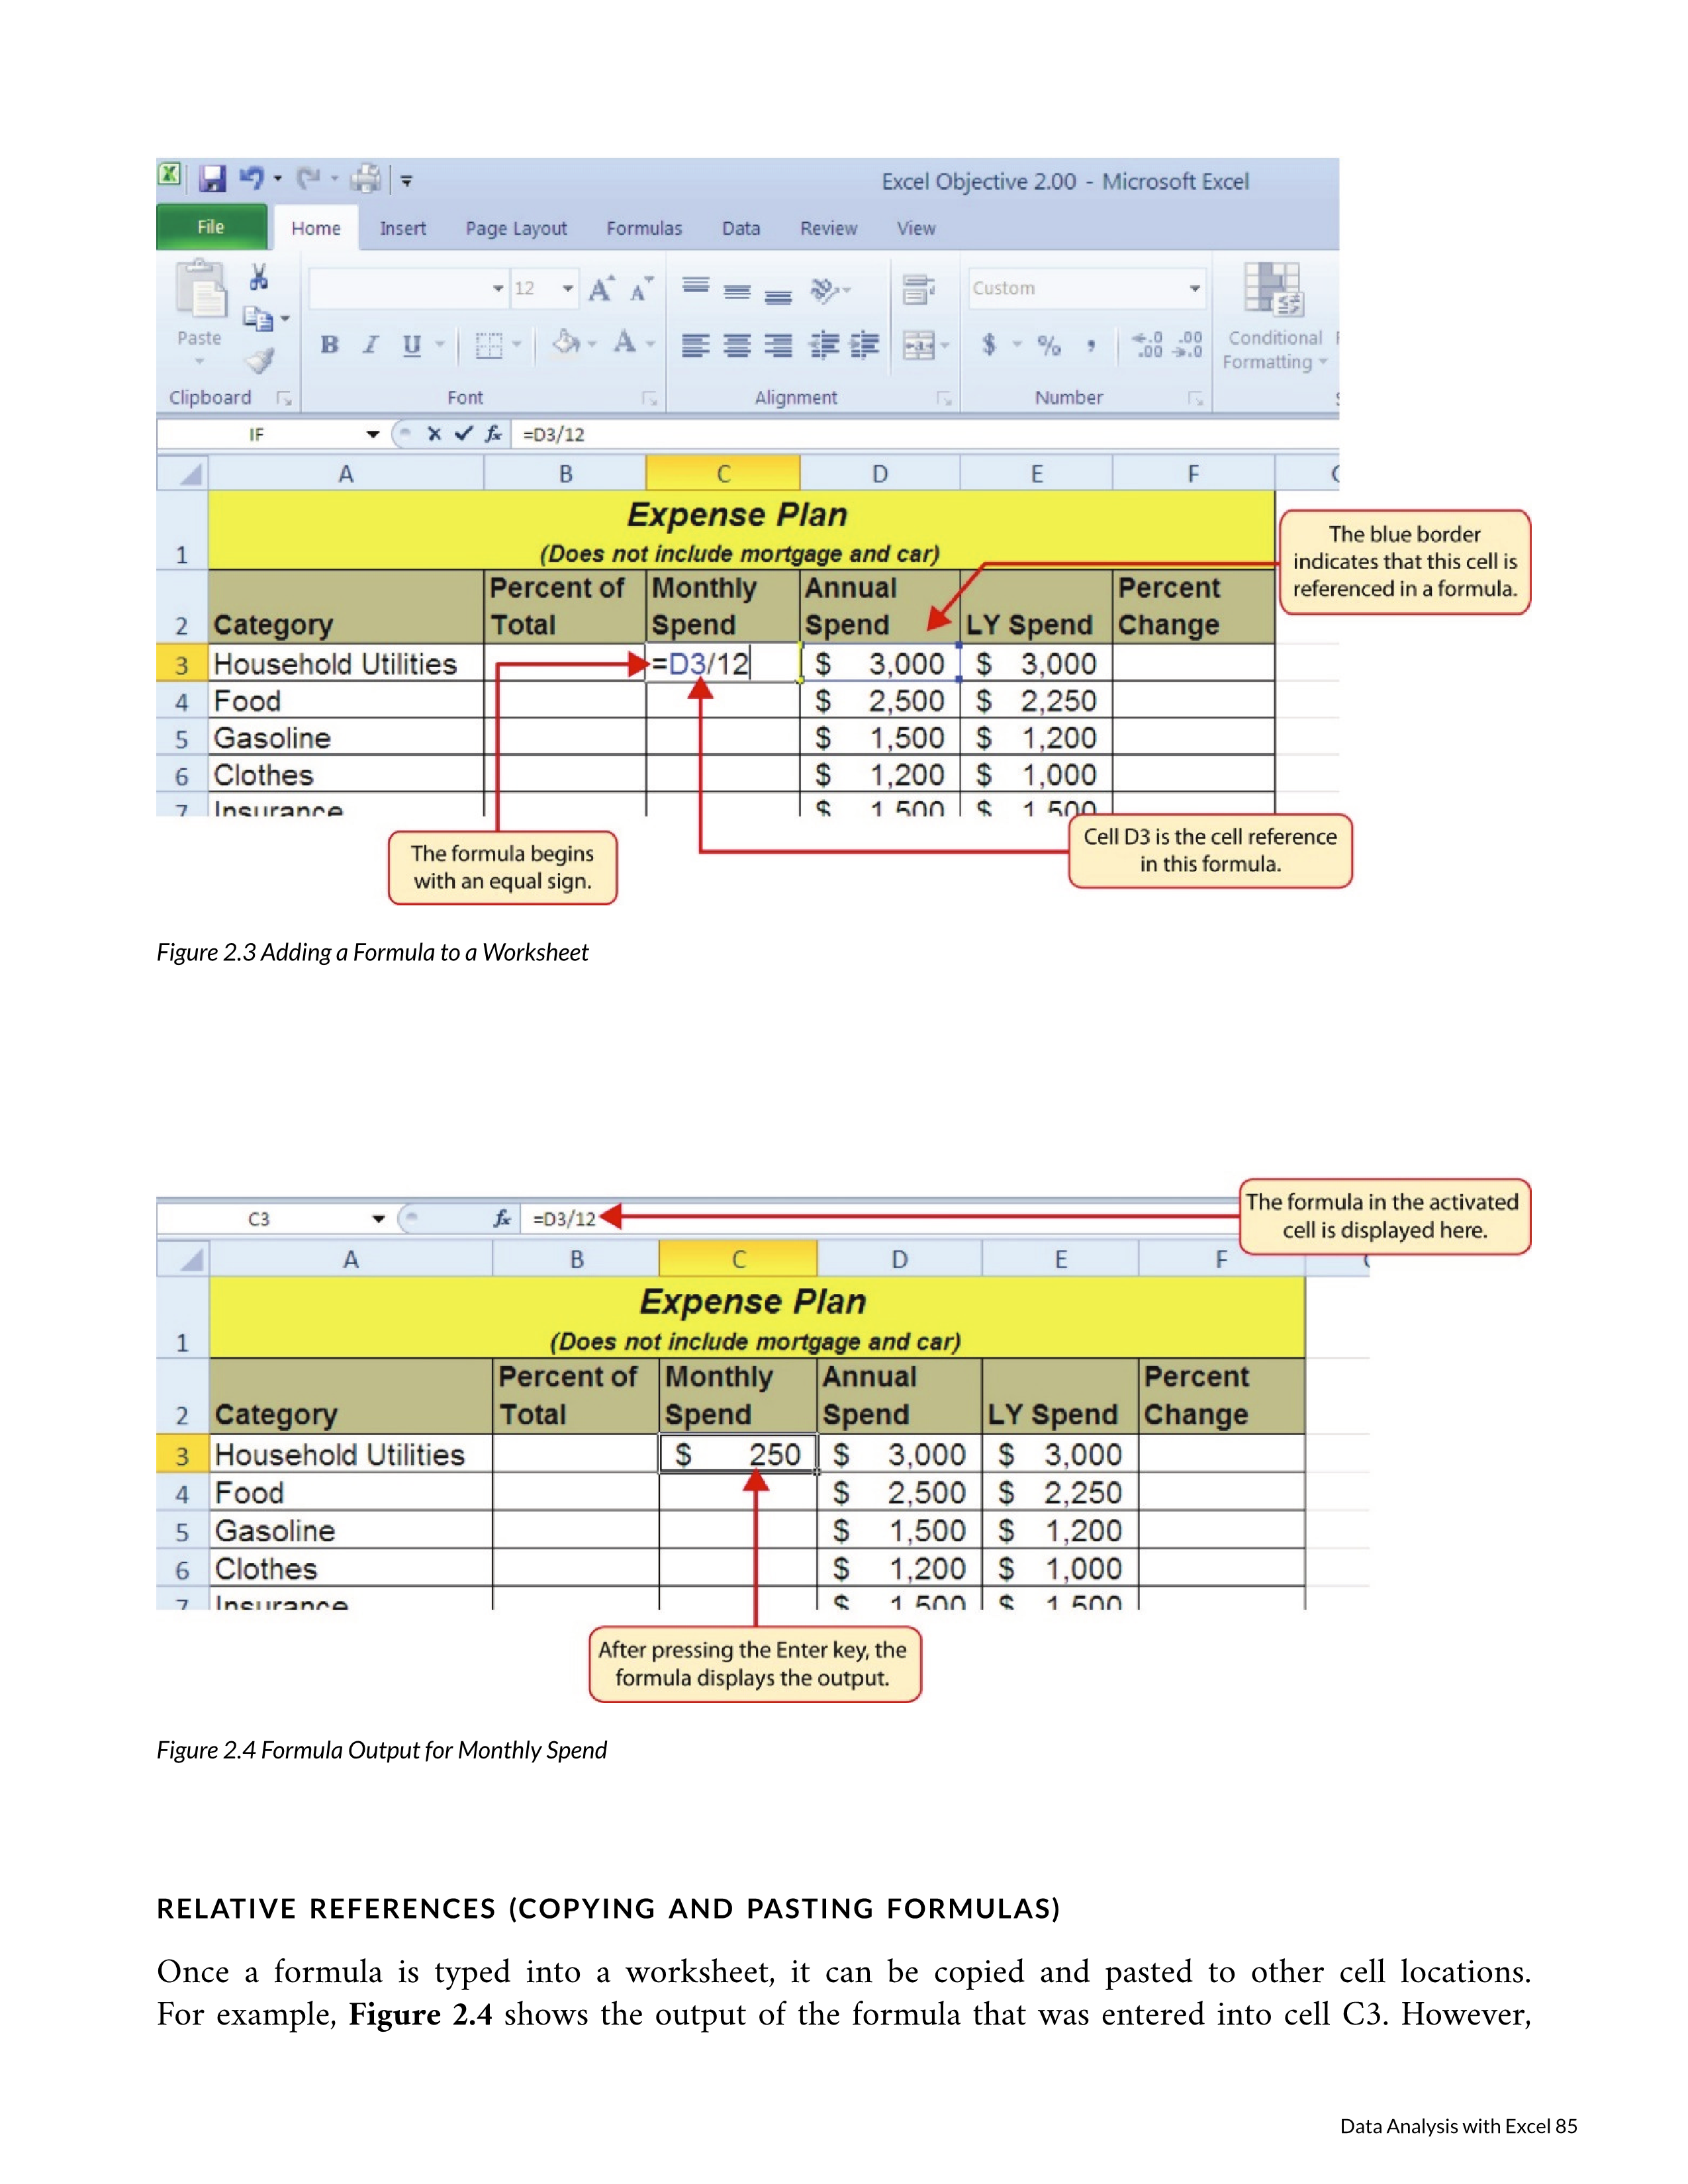 Excel Objective 2.00 - Microsoft Excel
File Home Insert Page Layout Formulas Data Review View
12 Custom
Paste B I U $ % , Conditional
Formatting
Clipboard Font Alignment Number
IF fx =D3/12
A B C D E F
Expense Plan
1 (Does not include mortgage and car)
Percent of Monthly Annual Percent
2 Category Total Spend Spend LY Spend Change
3 Household Utilities =D3/12 $ 3,000 $ 3,000
4 Food $ 2,500 $ 2,250
5 Gasoline $ 1,500 $ 1,200
6 Clothes $ 1,200 $ 1,000
7 Insurance $ 1,500 $ 1,500
The blue border
indicates that this cell is
referenced in a formula.
The formula begins
with an equal sign.
Cell D3 is the cell reference
in this formula.
Figure 2.3 Adding a Formula to a Worksheet
The formula in the activated
cell is displayed here.
C3 fx =D3/12
A B C D E F
Expense Plan
1 (Does not include mortgage and car)
Percent of Monthly Annual Percent
2 Category Total Spend Spend LY Spend Change
3 Household Utilities $ 250 $ 3,000 $ 3,000
4 Food $ 2,500 $ 2,250
5 Gasoline $ 1,500 $ 1,200
6 Clothes $ 1,200 $ 1,000
7 Insurance $ 1,500 $ 1,500
After pressing the Enter key, the
formula displays the output.
Figure 2.4 Formula Output for Monthly Spend
RELATIVE REFERENCES (COPYING AND PASTING FORMULAS)
Once a formula is typed into a worksheet, it can be copied and pasted to other cell locations.
For example, Figure 2.4 shows the output of the formula that was entered into cell C3. However,
Data Analysis with Excel 85